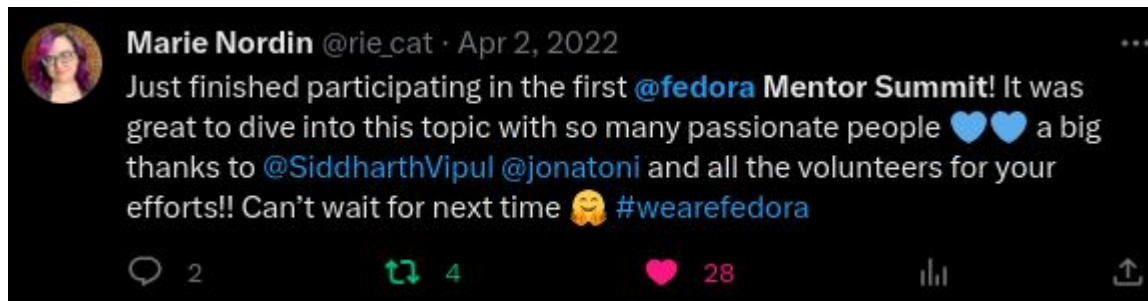 Marie Nordin @rie_cat · Apr 2, 2022
Just finished participating in the first @fedora Mentor Summit! It was
great to dive into this topic with so many passionate people 💙💙 a big
thanks to @SiddharthVipul @jonatoni and all the volunteers for your
efforts!! Can’t wait for next time 🤗 #wearefedora
2 4 28